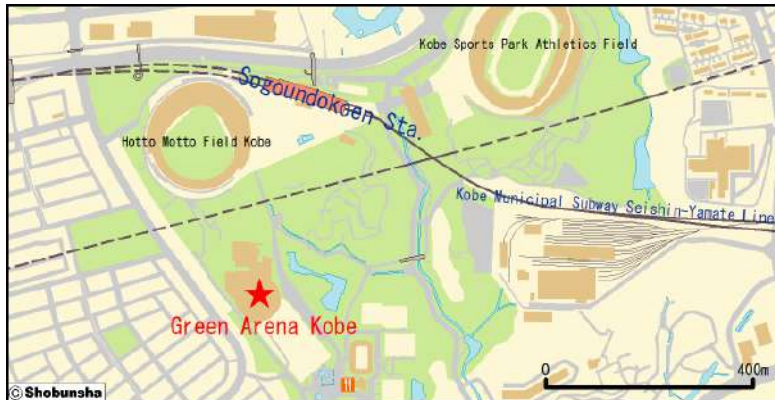 Kobe Sports Park Athletics Field
Sogoundokoen Sta.
Hotto Motto Field Kobe
Kobe Municipal Subway Seishin-Yamate Line
Green Arena Kobe
0
400m
© Shobunsha